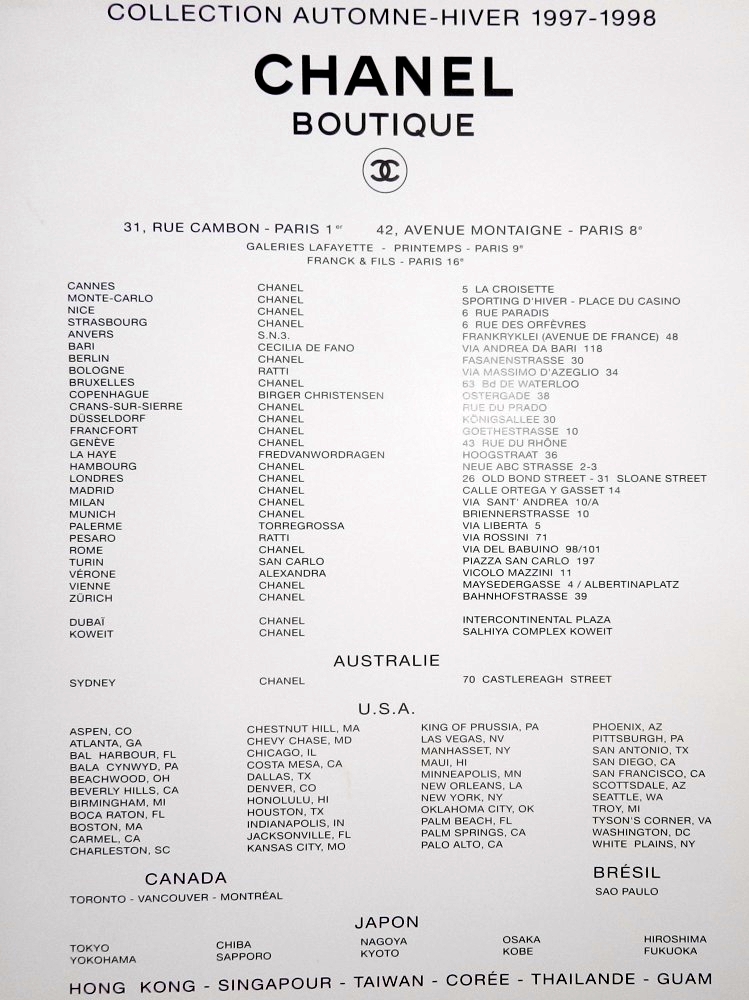 COLLECTION AUTOMNE-HIVER 1997-1998
CHANEL
BOUTIQUE
31, RUE CAMBON - PARIS 1er 42, AVENUE MONTAIGNE - PARIS 8e
GALERIES LAFAYETTE - PRINTEMPS - PARIS 9e
FRANCK & FILS - PARIS 16e
CANNES CHANEL 5 LA CROISETTE
MONTE-CARLO CHANEL SPORTING D'HIVER - PLACE DU CASINO
NICE CHANEL 6 RUE PARADIS
STRASBOURG CHANEL 6 RUE DES ORFÈVRES
ANVERS S.N.3. FRANKRYKLEI (AVENUE DE FRANCE) 48
BARI CECILIA DE FANO VIA ANDREA DA BARI 118
BERLIN CHANEL FASANENSTRASSE 30
BOLOGNE RATTI VIA MASSIMO D'AZEGLIO 34
BRUXELLES CHANEL 63 Bd DE WATERLOO
COPENHAGUE BIRGER CHRISTENSEN OSTERGADE 38
CRANS-SUR-SIERRE CHANEL RUE DU PRADO
DÜSSELDORF CHANEL KÖNIGSALLEE 30
FRANCFORT CHANEL GOETHESTRASSE 10
GENÈVE CHANEL 43 RUE DU RHÔNE
LA HAYE FREDVANWORDRAGEN HOOGSTRAAT 36
HAMBOURG CHANEL NEUE ABC STRASSE 2-3
LONDRES CHANEL 26 OLD BOND STREET - 31 SLOANE STREET
MADRID CHANEL CALLE ORTEGA Y GASSET 14
MILAN CHANEL VIA SANT' ANDREA 10/A
MUNICH CHANEL BRIENNERSTRASSE 10
PALERME TORREGROSSA VIA LIBERTA 5
PESARO RATTI VIA ROSSINI 71
ROME CHANEL VIA DEL BABUINO 98/101
TURIN SAN CARLO PIAZZA SAN CARLO 197
VÉRONE ALEXANDRA VICOLO MAZZINI 11
VIENNE CHANEL MAYSEDERGASSE 4 / ALBERTINAPLATZ
ZÜRICH CHANEL BAHNHOFSTRASSE 39
DUBAÏ CHANEL INTERCONTINENTAL PLAZA
KOWEIT CHANEL SALHIYA COMPLEX KOWEIT
AUSTRALIE
SYDNEY CHANEL 70 CASTLEREAGH STREET
U.S.A.
ASPEN, CO CHESTNUT HILL, MA KING OF PRUSSIA, PA PHOENIX, AZ
ATLANTA, GA CHEVY CHASE, MD LAS VEGAS, NV PITTSBURGH, PA
BAL HARBOUR, FL CHICAGO, IL MANHASSET, NY SAN ANTONIO, TX
BALA CYNWYD, PA COSTA MESA, CA MAUI, HI SAN DIEGO, CA
BEACHWOOD, OH DALLAS, TX MINNEAPOLIS, MN SAN FRANCISCO, CA
BEVERLY HILLS, CA DENVER, CO NEW ORLEANS, LA SCOTTSDALE, AZ
BIRMINGHAM, MI HONOLULU, HI NEW YORK, NY SEATTLE, WA
BOCA RATON, FL HOUSTON, TX OKLAHOMA CITY, OK TROY, MI
BOSTON, MA INDIANAPOLIS, IN PALM BEACH, FL TYSON'S CORNER, VA
CARMEL, CA JACKSONVILLE, FL PALM SPRINGS, CA WASHINGTON, DC
CHARLESTON, SC KANSAS CITY, MO PALO ALTO, CA WHITE PLAINS, NY
CANADA BRÉSIL
TORONTO - VANCOUVER - MONTRÉAL SAO PAULO
JAPON
TOKYO CHIBA NAGOYA OSAKA HIROSHIMA
YOKOHAMA SAPPORO KYOTO KOBE FUKUOKA
HONG KONG - SINGAPOUR - TAIWAN - CORÉE - THAILANDE - GUAM